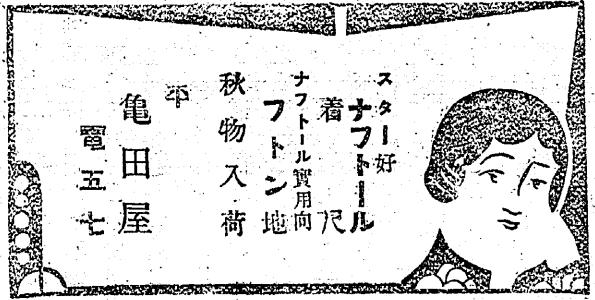 スター好
ナフトール
着尺
ナフトール實用向
フトン地
秋物入荷
平
亀田屋
電五七